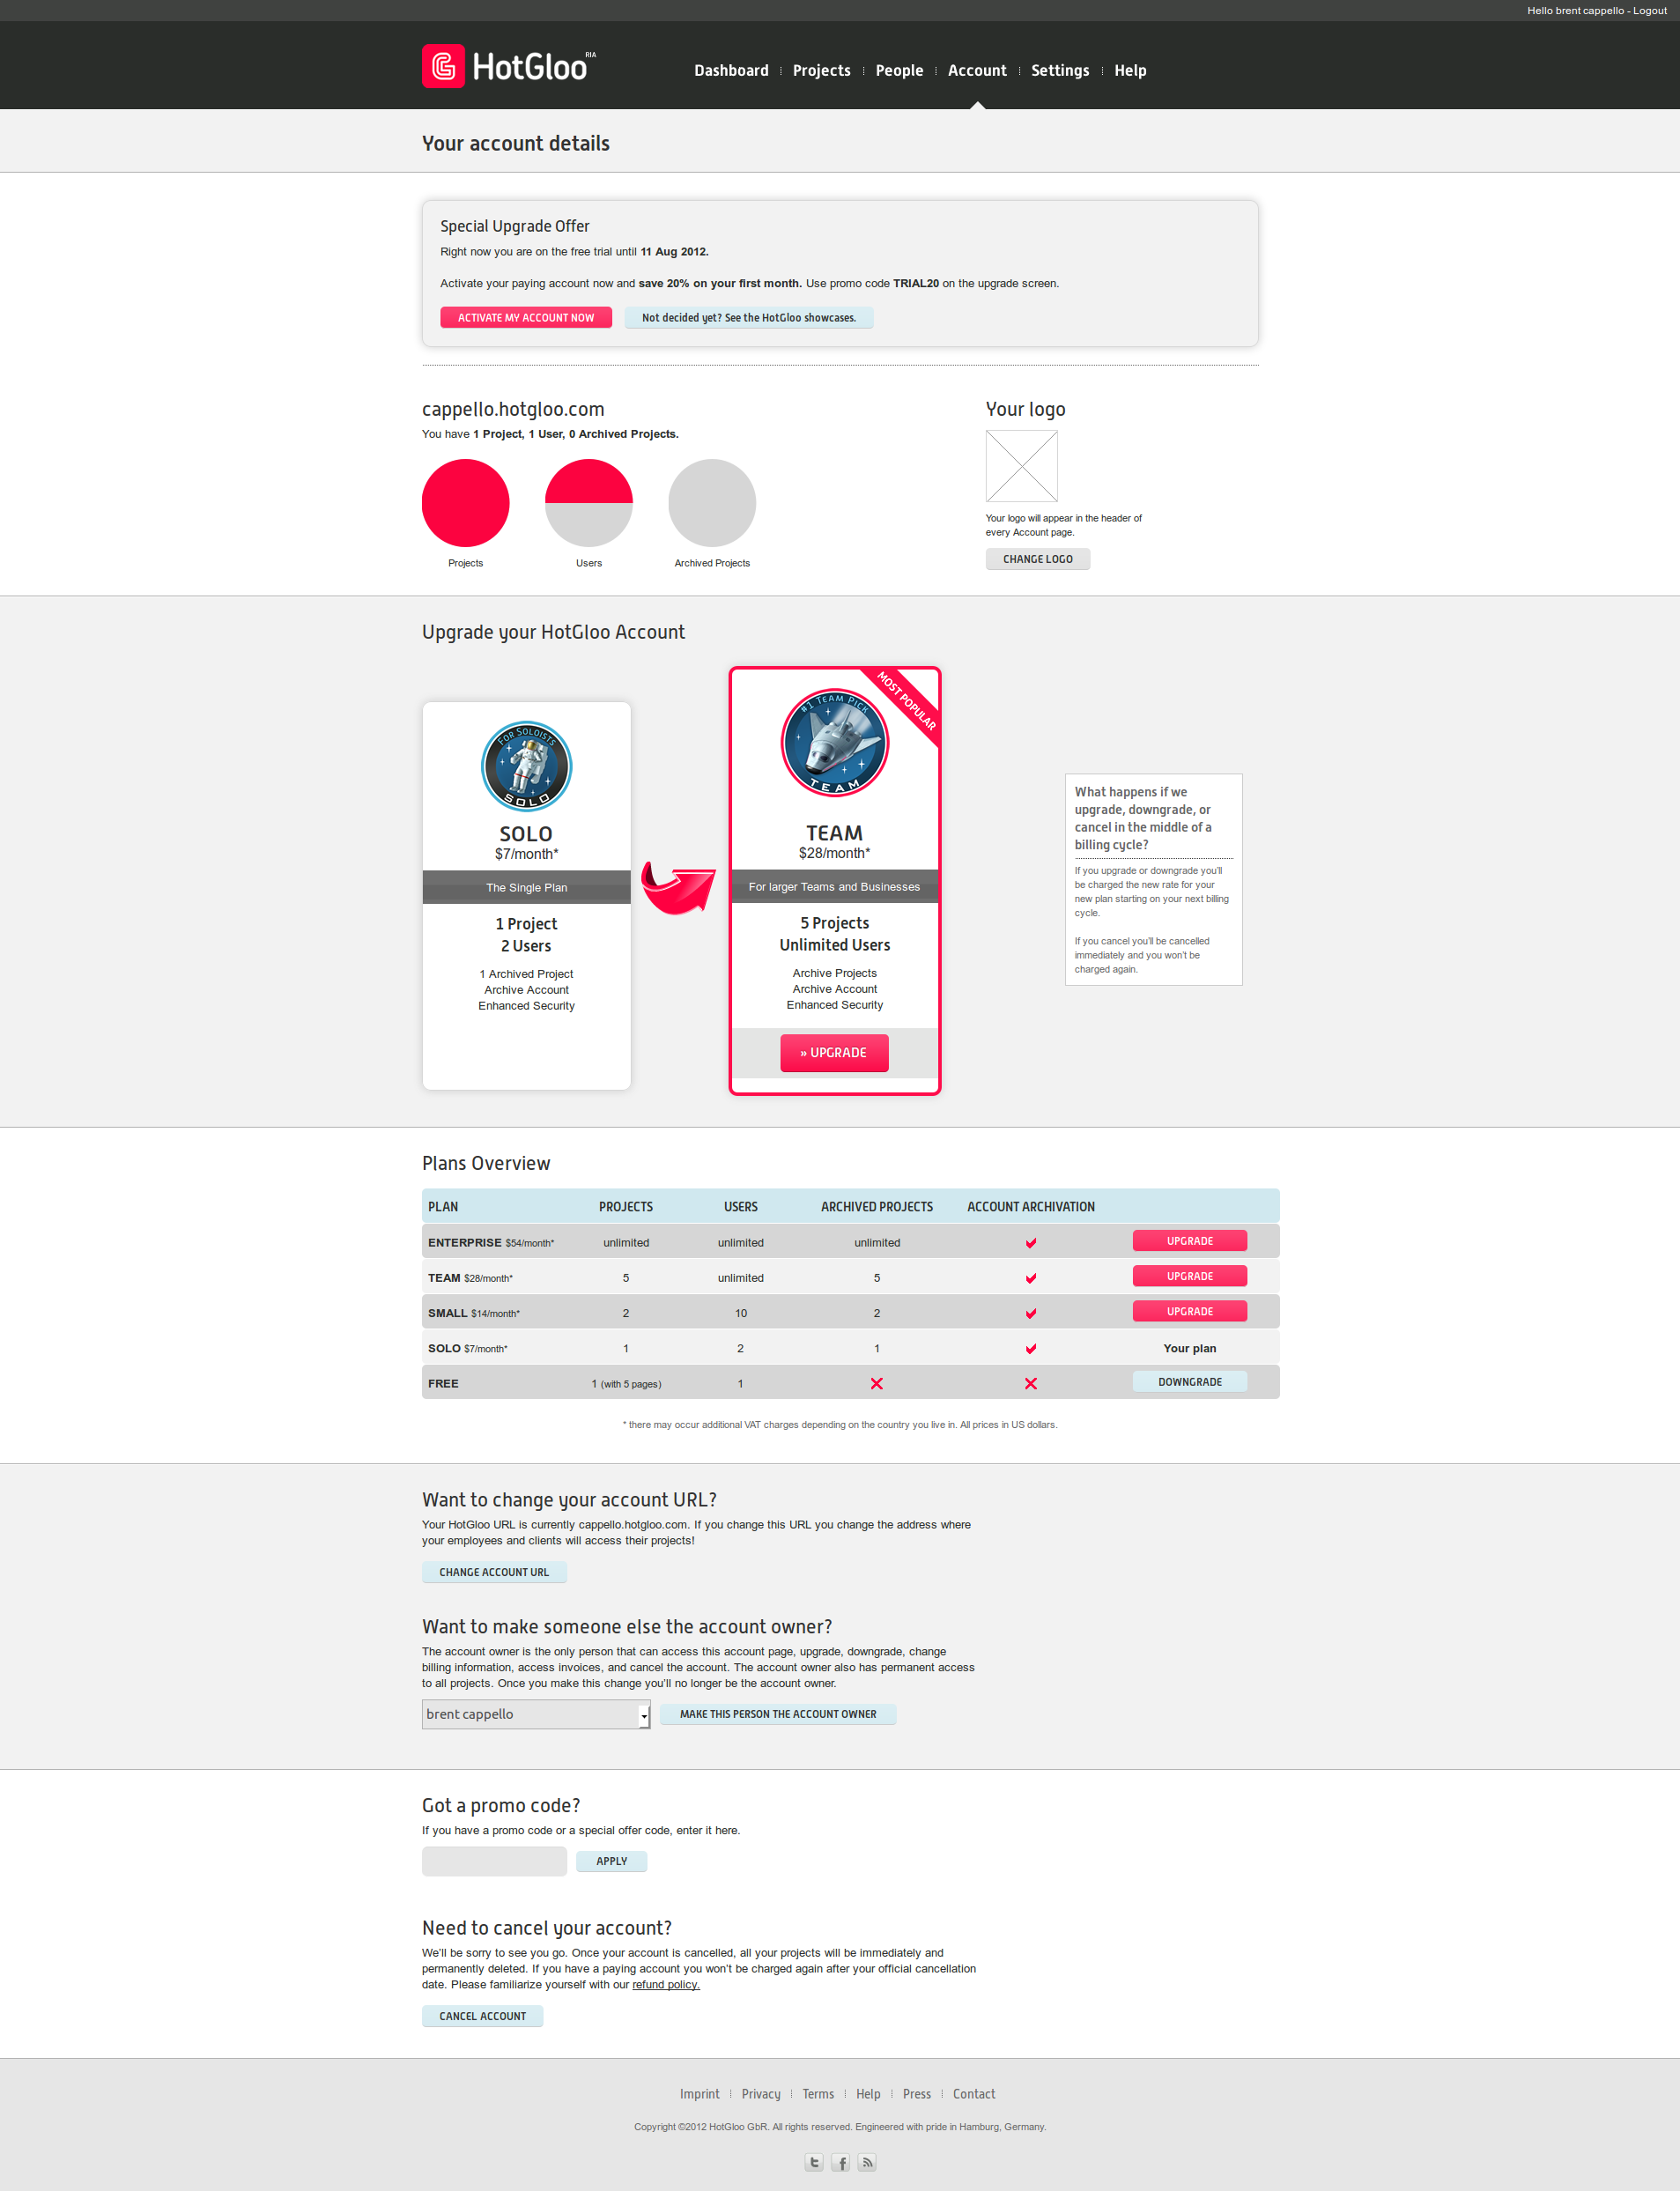 Hello brent cappello - Logout
HotGloo RIA
Dashboard Projects People Account Settings Help
Your account details
Special Upgrade Offer
Right now you are on the free trial until 11 Aug 2012.
Activate your paying account now and save 20% on your first month. Use promo code TRIAL20 on the upgrade screen.
ACTIVATE MY ACCOUNT NOW
Not decided yet? See the HotGloo showcases.
cappello.hotgloo.com
You have 1 Project, 1 User, 0 Archived Projects.
Projects
Users
Archived Projects
Your logo
Your logo will appear in the header of
every Account page.
CHANGE LOGO
Upgrade your HotGloo Account
FOR SOLOISTS
SOLO
SOLO
$7/month*
The Single Plan
1 Project
2 Users
1 Archived Project
Archive Account
Enhanced Security
MOST POPULAR
#1 TEAM PICK
TEAM
TEAM
$28/month*
For larger Teams and Businesses
5 Projects
Unlimited Users
Archive Projects
Archive Account
Enhanced Security
» UPGRADE
What happens if we
upgrade, downgrade, or
cancel in the middle of a
billing cycle?
If you upgrade or downgrade you'll
be charged the new rate for your
new plan starting on your next billing
cycle.
If you cancel you'll be cancelled
immediately and you won't be
charged again.
Plans Overview
PLAN PROJECTS USERS ARCHIVED PROJECTS ACCOUNT ARCHIVATION
ENTERPRISE $54/month* unlimited unlimited unlimited UPGRADE
TEAM $28/month* 5 unlimited 5 UPGRADE
SMALL $14/month* 2 10 2 UPGRADE
SOLO $7/month* 1 2 1 Your plan
FREE 1 (with 5 pages) 1 DOWNGRADE
* there may occur additional VAT charges depending on the country you live in. All prices in US dollars.
Want to change your account URL?
Your HotGloo URL is currently cappello.hotgloo.com. If you change this URL you change the address where
your employees and clients will access their projects!
CHANGE ACCOUNT URL
Want to make someone else the account owner?
The account owner is the only person that can access this account page, upgrade, downgrade, change
billing information, access invoices, and cancel the account. The account owner also has permanent access
to all projects. Once you make this change you'll no longer be the account owner.
brent cappello
MAKE THIS PERSON THE ACCOUNT OWNER
Got a promo code?
If you have a promo code or a special offer code, enter it here.
APPLY
Need to cancel your account?
We'll be sorry to see you go. Once your account is cancelled, all your projects will be immediately and
permanently deleted. If you have a paying account you won't be charged again after your official cancellation
date. Please familiarize yourself with our refund policy.
CANCEL ACCOUNT
Imprint Privacy Terms Help Press Contact
Copyright ©2012 HotGloo GbR. All rights reserved. Engineered with pride in Hamburg, Germany.